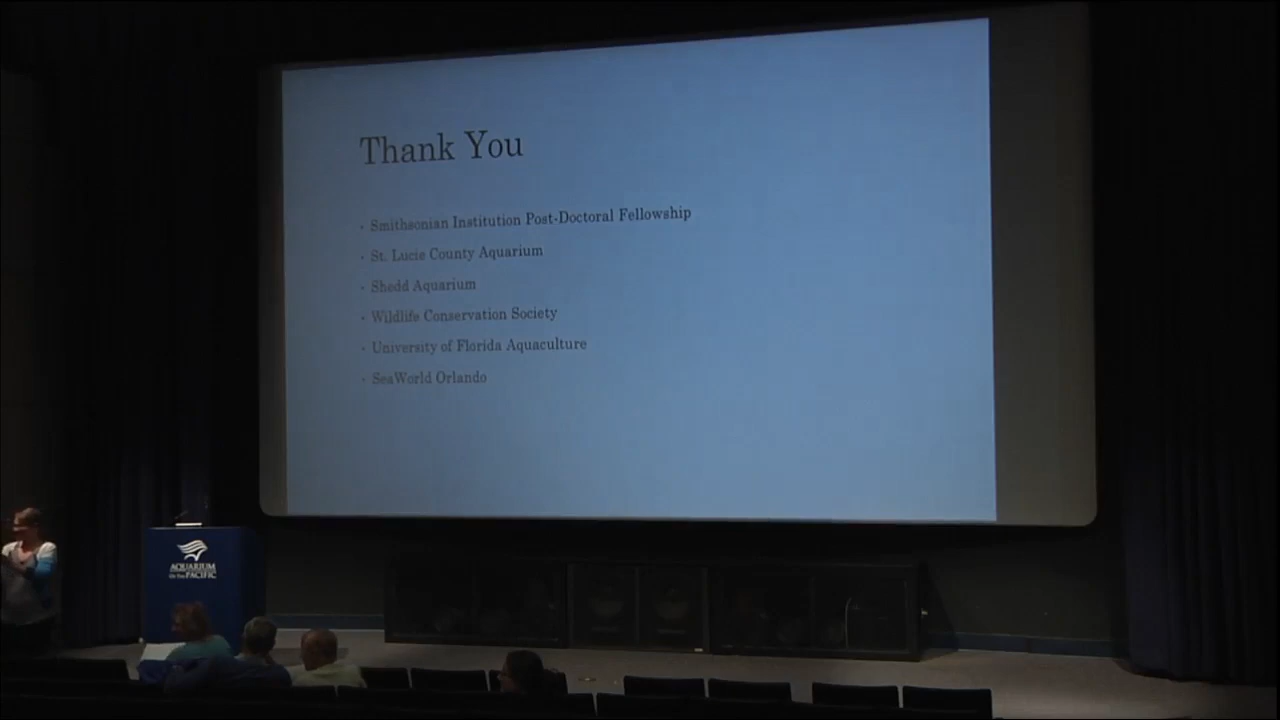 Thank You
· Smithsonian Institution Post-Doctoral Fellowship
· St. Lucie County Aquarium
· Shedd Aquarium
· Wildlife Conservation Society
· University of Florida Aquaculture
· SeaWorld Orlando
AQUARIUM
OF THE PACIFIC